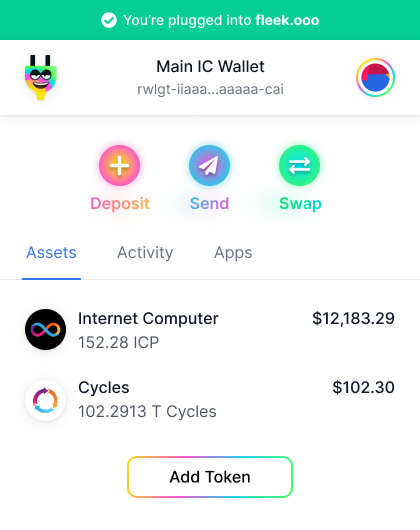 You're plugged into fleek.ooo
Main IC Wallet
rwlgt-iiaaa...aaaaa-cai
Deposit Send Swap
Assets Activity Apps
Internet Computer $12,183.29
152.28 ICP
Cycles $102.30
102.2913 T Cycles
Add Token